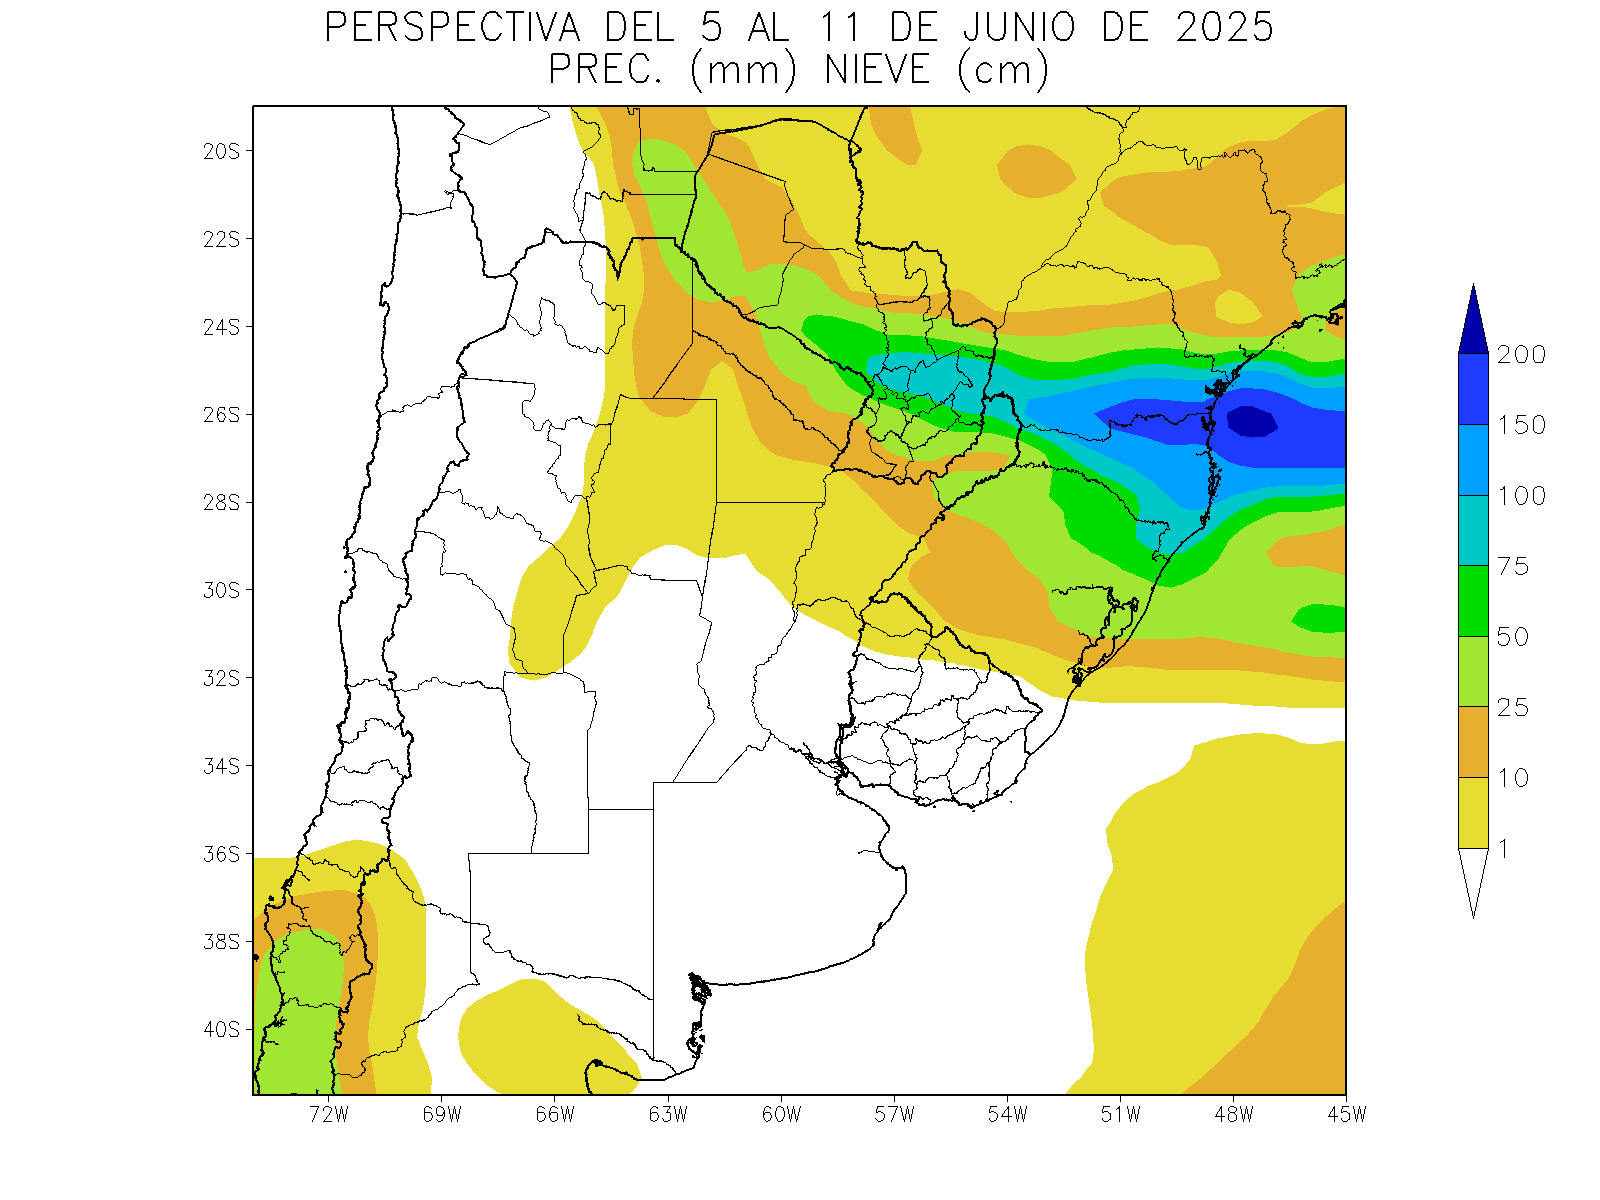 PERSPECTIVA DEL 5 AL 11 DE JUNIO DE 2025
PREC. (mm) NIEVE (cm)
20S
22S
24S
26S
28S
30S
32S
34S
36S
38S
40S
72W 69W 66W 63W 60W 57W 54W 51W 48W 45W
200
150
100
75
50
25
10
1